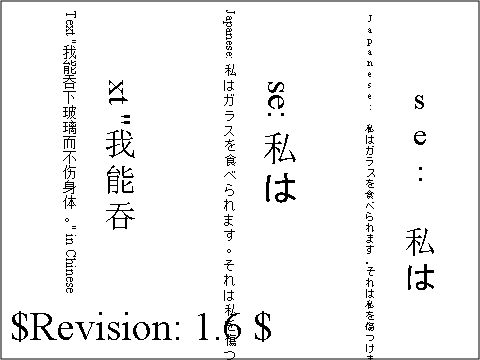 Text "我能吞下玻璃而不伤身体。" in Chinese
xt "我能吞
Japanese: 私はガラスを食べられます。それは私を傷つ
se: 私は
Japanese: 私はガラスを食べられます。それは私を傷つけま
se: 私は
$Revision: 1.6 $